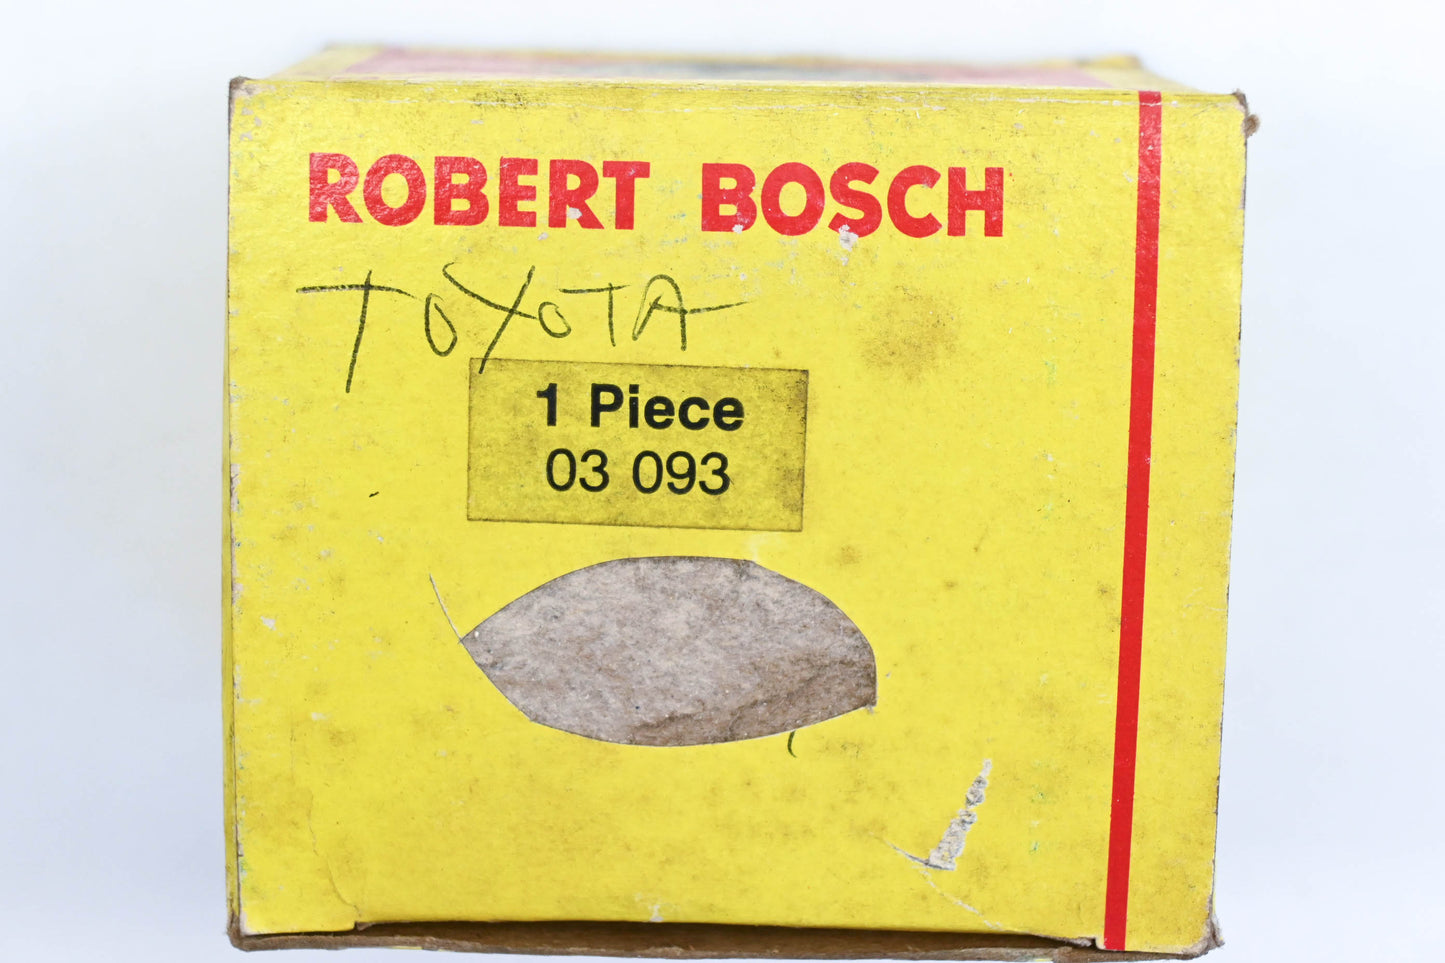 ROBERT BOSCH
TOYOTA
1 Piece
03 093